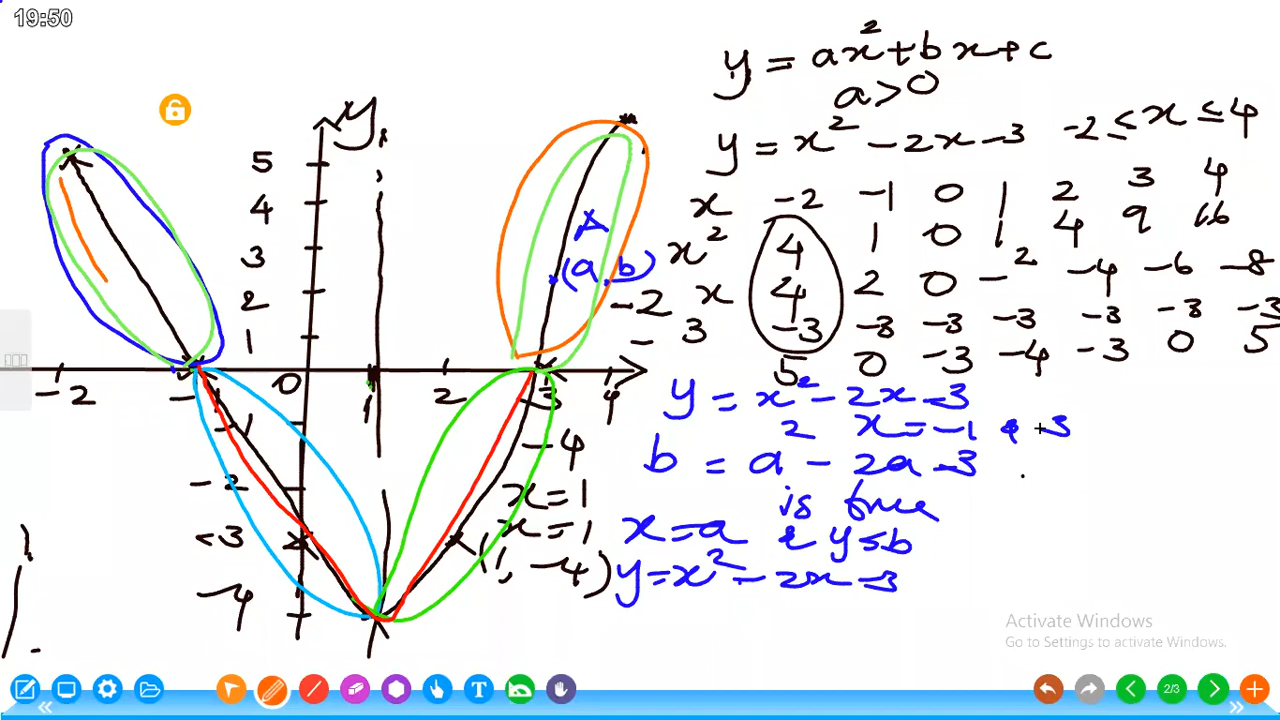 19:50
y = ax² + bx + c
a > 0
y = x² - 2x - 3 -2 ≤ x ≤ 4
x -2 -1 0 1 2 3 4
x² 4 1 0 1 4 9 16
-2x 4 2 0 -2 -4 -6 -8
-3 -3 -3 -3 -3 -3 -3 -3
5 0 -3 -4 -3 0 5
y = x² - 2x - 3
x = -1 & 3
b = a² - 2a - 3
is true
x = a & y = b
y = x² - 2x - 3
y
5
4
3
2
1
A
(a, b)
-2 -1 0 1 2 3 4
-1
-2
-3
-4
-4
x = 1
x = 1
(1, -4)
Activate Windows
Go to Settings to activate Windows.
T
2/3